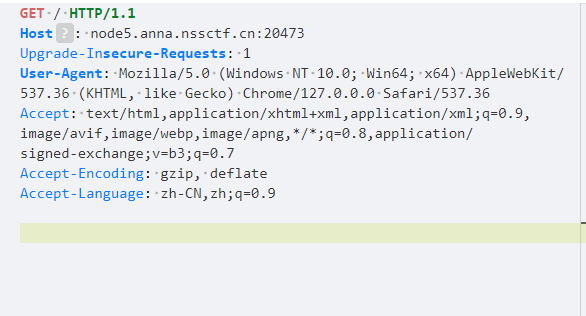 GET / HTTP/1.1
Host ? : node5.anna.nssctf.cn:20473
Upgrade-Insecure-Requests: 1
User-Agent: Mozilla/5.0 (Windows NT 10.0; Win64; x64) AppleWebKit/
537.36 (KHTML, like Gecko) Chrome/127.0.0.0 Safari/537.36
Accept: text/html,application/xhtml+xml,application/xml;q=0.9,
image/avif,image/webp,image/apng,*/*;q=0.8,application/
signed-exchange;v=b3;q=0.7
Accept-Encoding: gzip, deflate
Accept-Language: zh-CN,zh;q=0.9